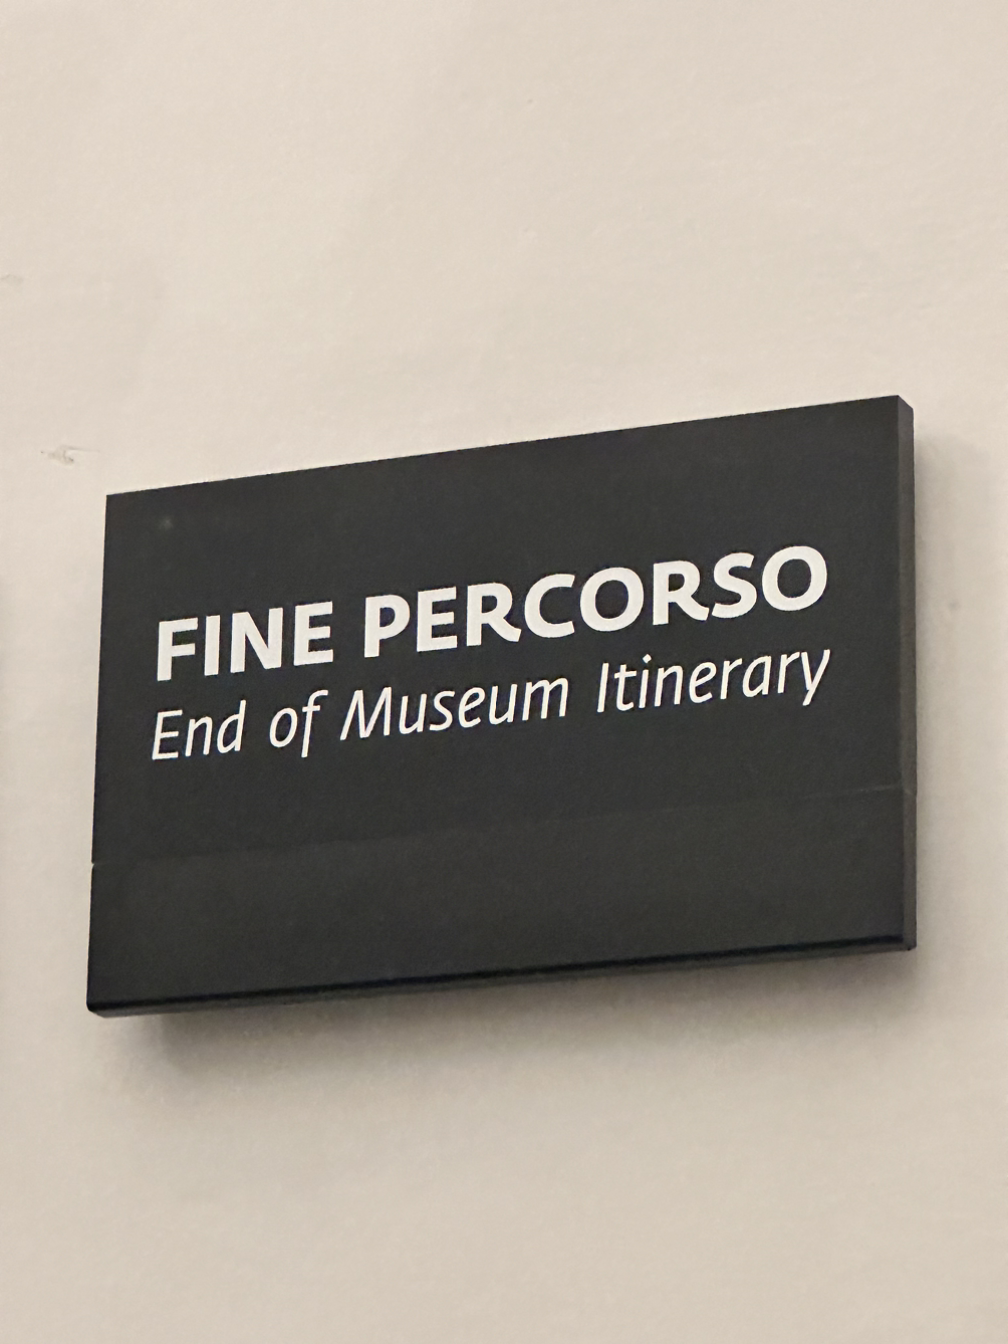 FINE PERCORSO
End of Museum Itinerary